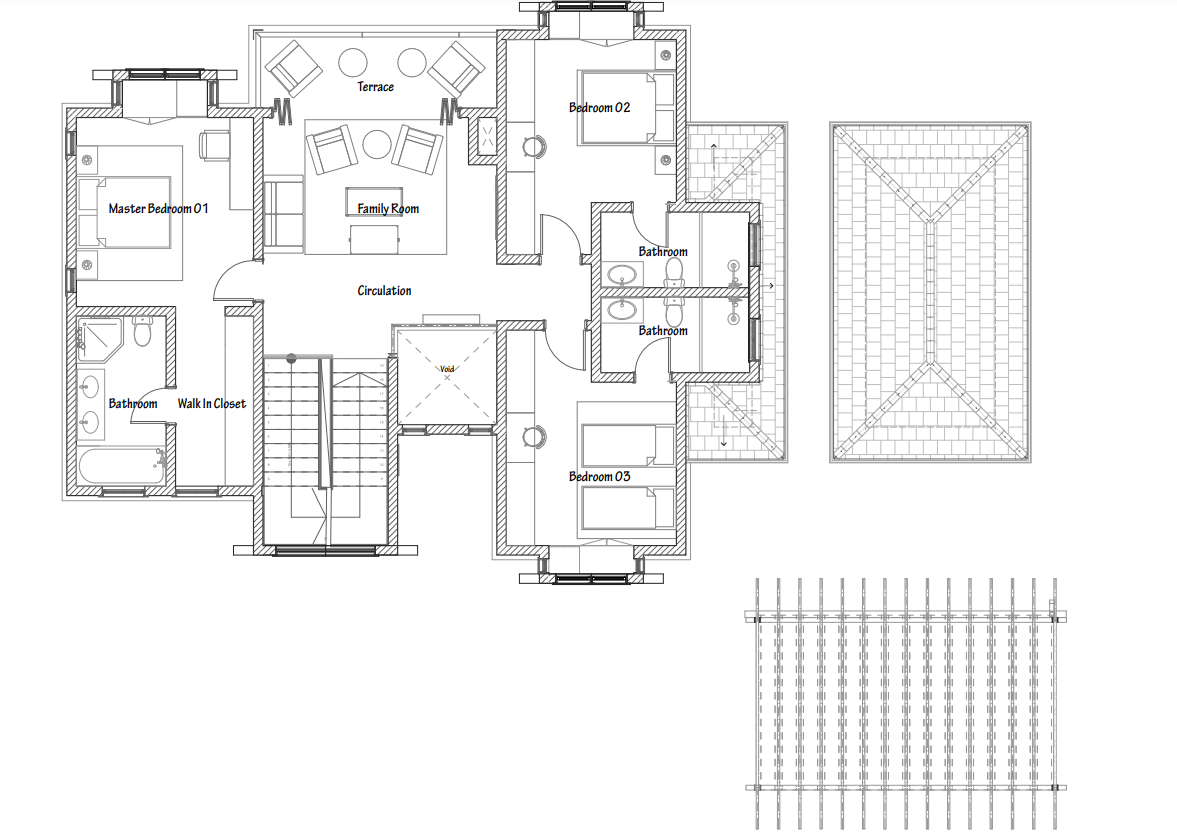 Terrace
Bedroom 02
Master Bedroom 01
Family Room
Bathroom
Circulation
Bathroom
Void
Bathroom
Walk In Closet
Bedroom 03